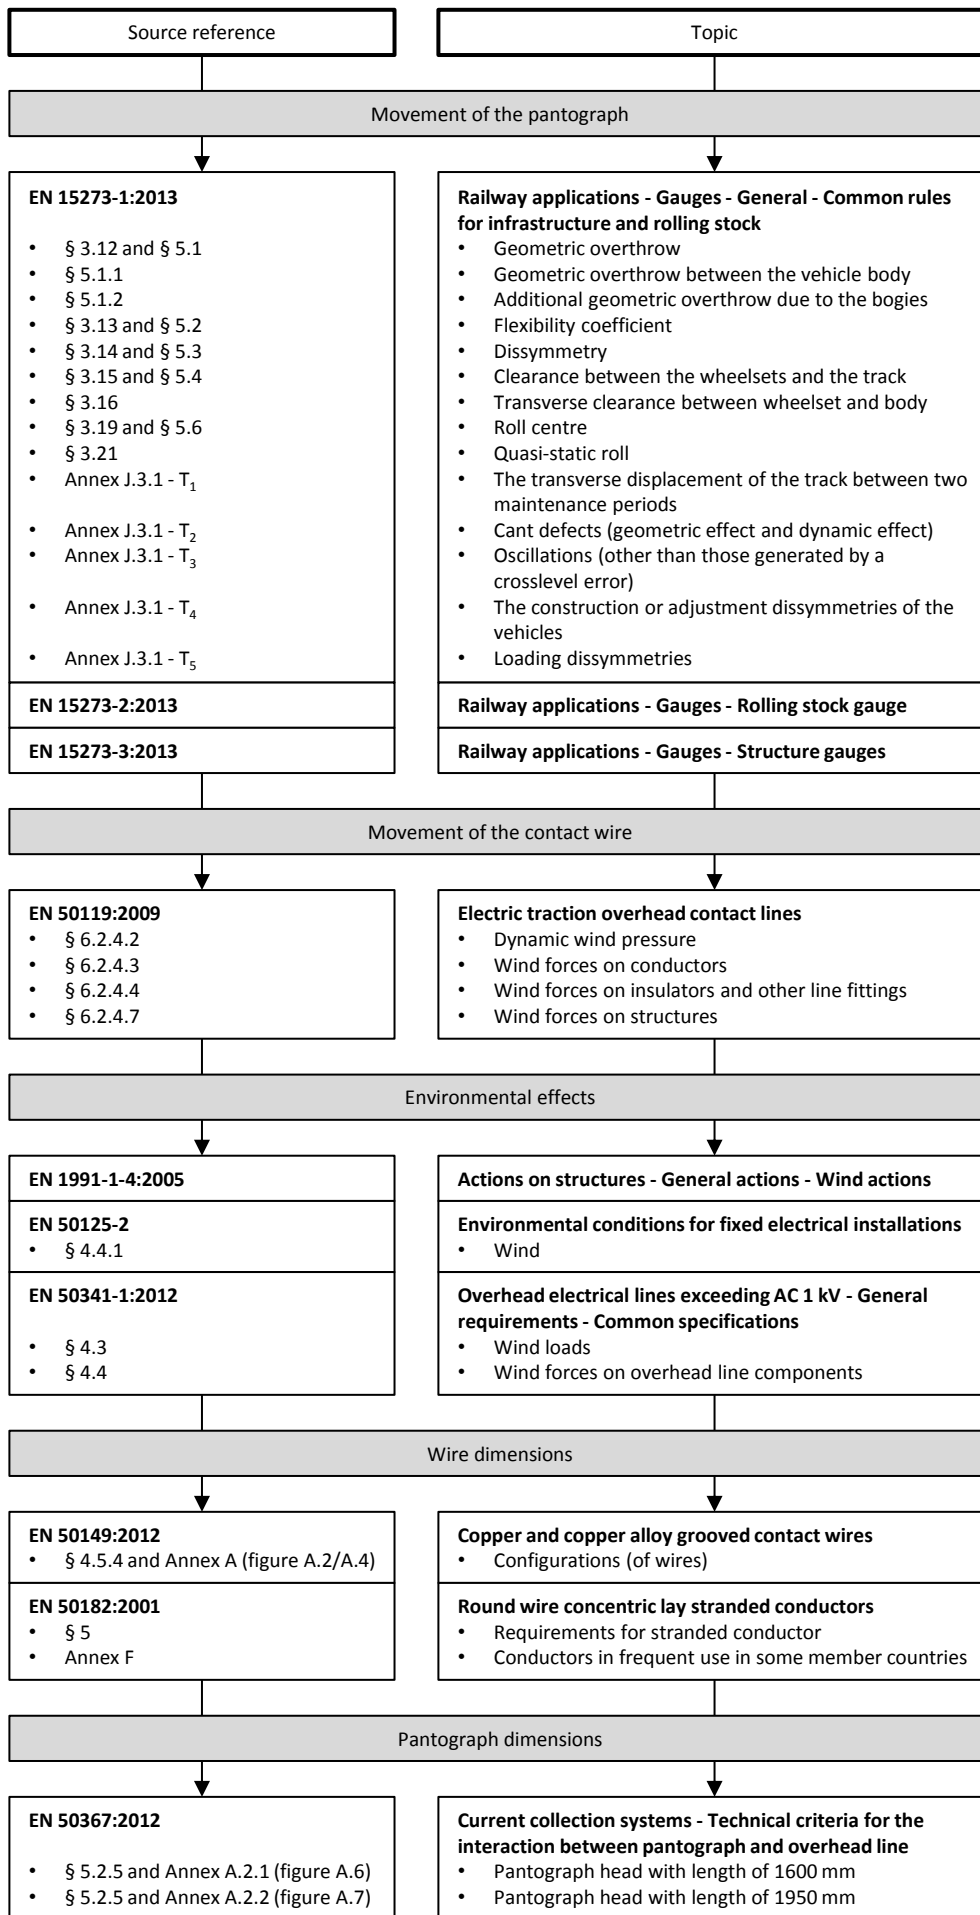 Source reference
Topic
Movement of the pantograph
EN 15273-1:2013
• § 3.12 and § 5.1
• § 5.1.1
• § 5.1.2
• § 3.13 and § 5.2
• § 3.14 and § 5.3
• § 3.15 and § 5.4
• § 3.16
• § 3.19 and § 5.6
• § 3.21
• Annex J.3.1 - T1
• Annex J.3.1 - T2
• Annex J.3.1 - T3
• Annex J.3.1 - T4
• Annex J.3.1 - T5
Railway applications - Gauges - General - Common rules
for infrastructure and rolling stock
• Geometric overthrow
• Geometric overthrow between the vehicle body
• Additional geometric overthrow due to the bogies
• Flexibility coefficient
• Dissymmetry
• Clearance between the wheelsets and the track
• Transverse clearance between wheelset and body
• Roll centre
• Quasi-static roll
• The transverse displacement of the track between two
maintenance periods
• Cant defects (geometric effect and dynamic effect)
• Oscillations (other than those generated by a
crosslevel error)
• The construction or adjustment dissymmetries of the
vehicles
• Loading dissymmetries
EN 15273-2:2013
Railway applications - Gauges - Rolling stock gauge
EN 15273-3:2013
Railway applications - Gauges - Structure gauges
Movement of the contact wire
EN 50119:2009
• § 6.2.4.2
• § 6.2.4.3
• § 6.2.4.4
• § 6.2.4.7
Electric traction overhead contact lines
• Dynamic wind pressure
• Wind forces on conductors
• Wind forces on insulators and other line fittings
• Wind forces on structures
Environmental effects
EN 1991-1-4:2005
Actions on structures - General actions - Wind actions
EN 50125-2
• § 4.4.1
Environmental conditions for fixed electrical installations
• Wind
EN 50341-1:2012
• § 4.3
• § 4.4
Overhead electrical lines exceeding AC 1 kV - General
requirements - Common specifications
• Wind loads
• Wind forces on overhead line components
Wire dimensions
EN 50149:2012
• § 4.5.4 and Annex A (figure A.2/A.4)
Copper and copper alloy grooved contact wires
• Configurations (of wires)
EN 50182:2001
• § 5
• Annex F
Round wire concentric lay stranded conductors
• Requirements for stranded conductor
• Conductors in frequent use in some member countries
Pantograph dimensions
EN 50367:2012
• § 5.2.5 and Annex A.2.1 (figure A.6)
• § 5.2.5 and Annex A.2.2 (figure A.7)
Current collection systems - Technical criteria for the
interaction between pantograph and overhead line
• Pantograph head with length of 1600 mm
• Pantograph head with length of 1950 mm